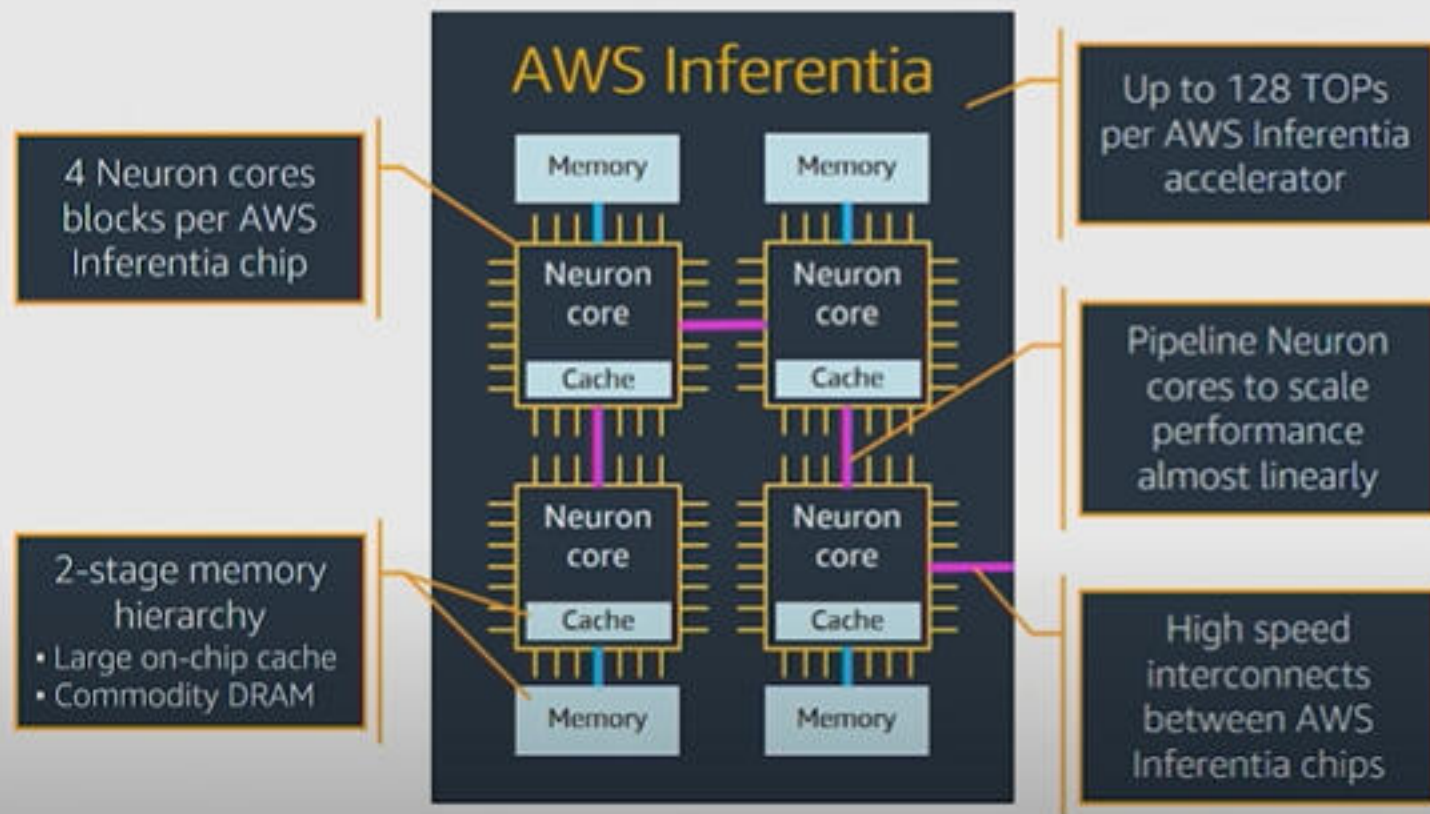 AWS Inferentia
4 Neuron cores
blocks per AWS
Inferentia chip
2-stage memory
hierarchy
• Large on-chip cache
• Commodity DRAM
Memory
Memory
Neuron
core
Cache
Neuron
core
Cache
Neuron
core
Cache
Neuron
core
Cache
Memory
Memory
Up to 128 TOPs
per AWS Inferentia
accelerator
Pipeline Neuron
cores to scale
performance
almost linearly
High speed
interconnects
between AWS
Inferentia chips